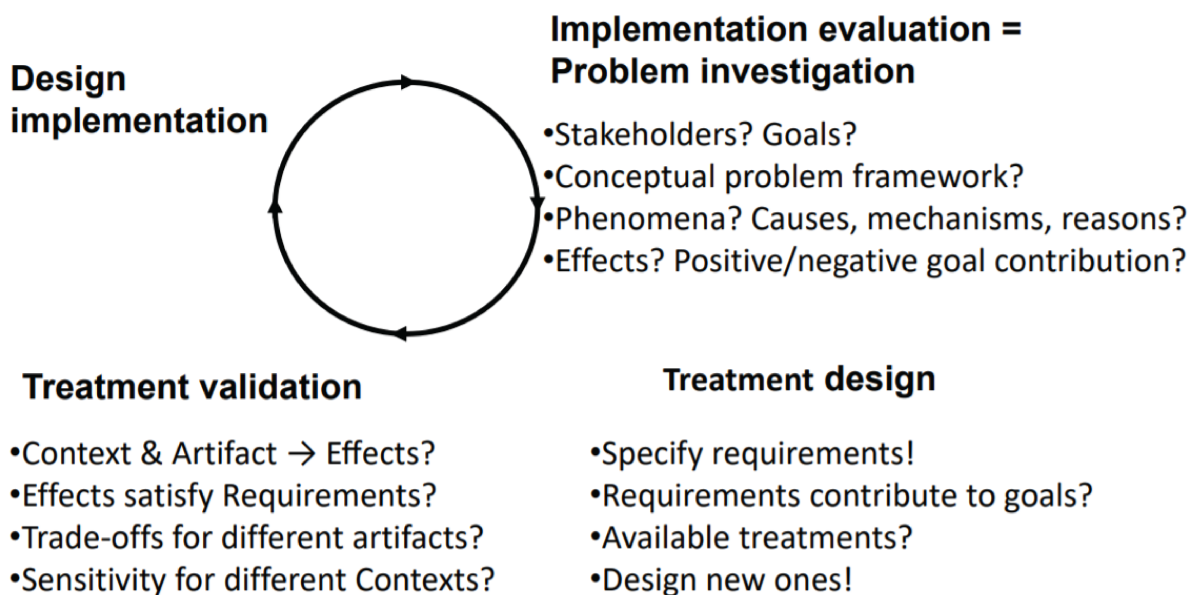 Design
implementation
Implementation evaluation =
Problem investigation
•Stakeholders? Goals?
•Conceptual problem framework?
•Phenomena? Causes, mechanisms, reasons?
•Effects? Positive/negative goal contribution?
Treatment validation
•Context & Artifact → Effects?
•Effects satisfy Requirements?
•Trade-offs for different artifacts?
•Sensitivity for different Contexts?
Treatment design
•Specify requirements!
•Requirements contribute to goals?
•Available treatments?
•Design new ones!